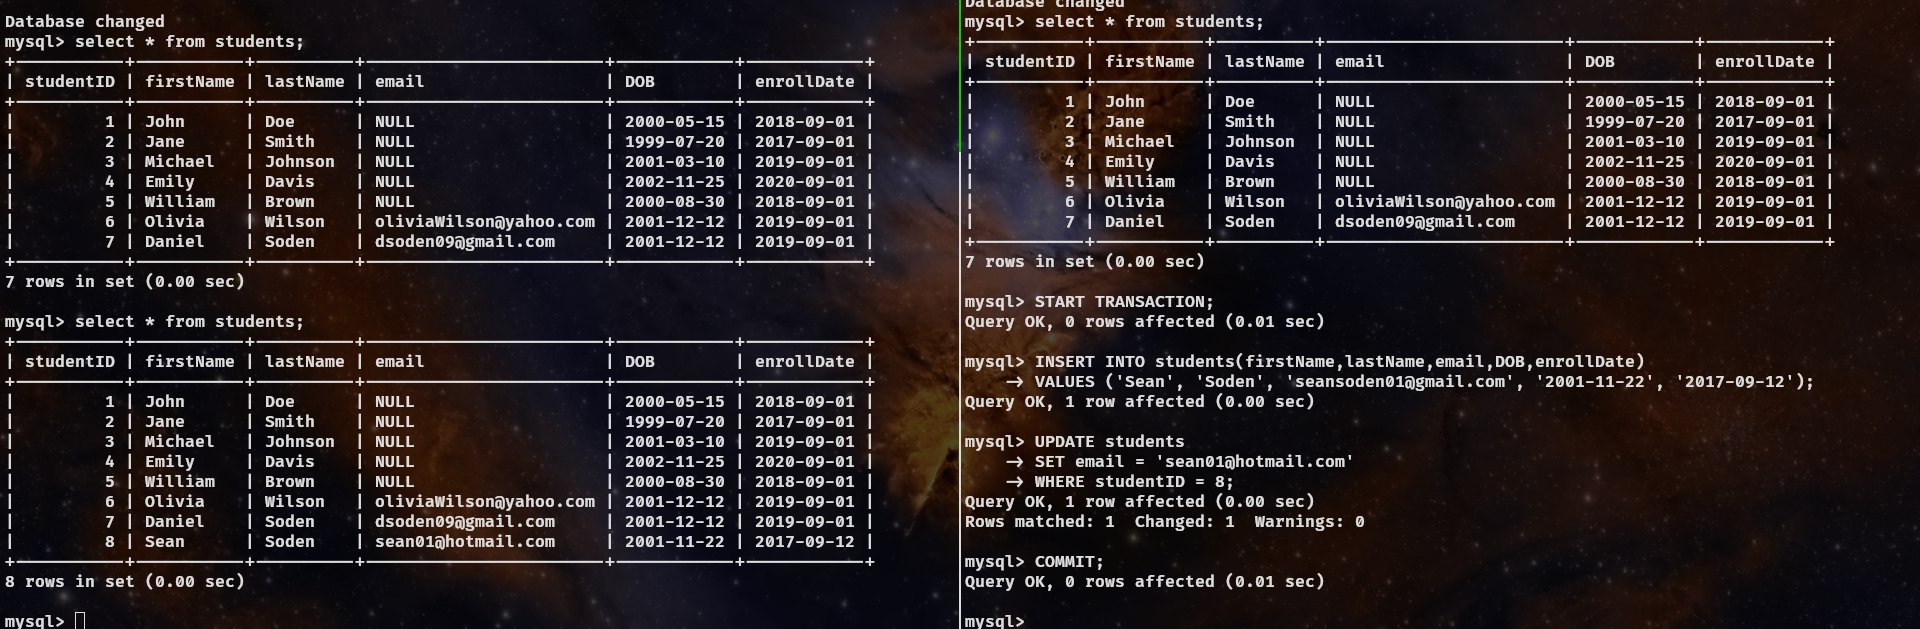 Database changed
mysql> select * from students;
+-----------+-----------+----------+------------------------+------------+------------+
| studentID | firstName | lastName | email                  | DOB        | enrollDate |
+-----------+-----------+----------+------------------------+------------+------------+
|         1 | John      | Doe      | NULL                   | 2000-05-15 | 2018-09-01 |
|         2 | Jane      | Smith    | NULL                   | 1999-07-20 | 2017-09-01 |
|         3 | Michael   | Johnson  | NULL                   | 2001-03-10 | 2019-09-01 |
|         4 | Emily     | Davis    | NULL                   | 2002-11-25 | 2020-09-01 |
|         5 | William   | Brown    | NULL                   | 2000-08-30 | 2018-09-01 |
|         6 | Olivia    | Wilson   | oliviaWilson@yahoo.com | 2001-12-12 | 2019-09-01 |
|         7 | Daniel    | Soden    | dsoden09@gmail.com     | 2001-12-12 | 2019-09-01 |
+-----------+-----------+----------+------------------------+------------+------------+
7 rows in set (0.00 sec)
mysql> select * from students;
+-----------+-----------+----------+------------------------+------------+------------+
| studentID | firstName | lastName | email                  | DOB        | enrollDate |
+-----------+-----------+----------+------------------------+------------+------------+
|         1 | John      | Doe      | NULL                   | 2000-05-15 | 2018-09-01 |
|         2 | Jane      | Smith    | NULL                   | 1999-07-20 | 2017-09-01 |
|         3 | Michael   | Johnson  | NULL                   | 2001-03-10 | 2019-09-01 |
|         4 | Emily     | Davis    | NULL                   | 2002-11-25 | 2020-09-01 |
|         5 | William   | Brown    | NULL                   | 2000-08-30 | 2018-09-01 |
|         6 | Olivia    | Wilson   | oliviaWilson@yahoo.com | 2001-12-12 | 2019-09-01 |
|         7 | Daniel    | Soden    | dsoden09@gmail.com     | 2001-12-12 | 2019-09-01 |
|         8 | Sean      | Soden    | sean01@hotmail.com     | 2001-11-22 | 2017-09-12 |
+-----------+-----------+----------+------------------------+------------+------------+
8 rows in set (0.00 sec)
mysql>
Database changed
mysql> select * from students;
+-----------+-----------+----------+------------------------+------------+------------+
| studentID | firstName | lastName | email                  | DOB        | enrollDate |
+-----------+-----------+----------+------------------------+------------+------------+
|         1 | John      | Doe      | NULL                   | 2000-05-15 | 2018-09-01 |
|         2 | Jane      | Smith    | NULL                   | 1999-07-20 | 2017-09-01 |
|         3 | Michael   | Johnson  | NULL                   | 2001-03-10 | 2019-09-01 |
|         4 | Emily     | Davis    | NULL                   | 2002-11-25 | 2020-09-01 |
|         5 | William   | Brown    | NULL                   | 2000-08-30 | 2018-09-01 |
|         6 | Olivia    | Wilson   | oliviaWilson@yahoo.com | 2001-12-12 | 2019-09-01 |
|         7 | Daniel    | Soden    | dsoden09@gmail.com     | 2001-12-12 | 2019-09-01 |
+-----------+-----------+----------+------------------------+------------+------------+
7 rows in set (0.00 sec)
mysql> START TRANSACTION;
Query OK, 0 rows affected (0.01 sec)
mysql> INSERT INTO students(firstName,lastName,email,DOB,enrollDate)
    -> VALUES ('Sean', 'Soden', 'seansoden01@gmail.com', '2001-11-22', '2017-09-12');
Query OK, 1 row affected (0.00 sec)
mysql> UPDATE students
    -> SET email = 'sean01@hotmail.com'
    -> WHERE studentID = 8;
Query OK, 1 row affected (0.00 sec)
Rows matched: 1  Changed: 1  Warnings: 0
mysql> COMMIT;
Query OK, 0 rows affected (0.01 sec)
mysql>